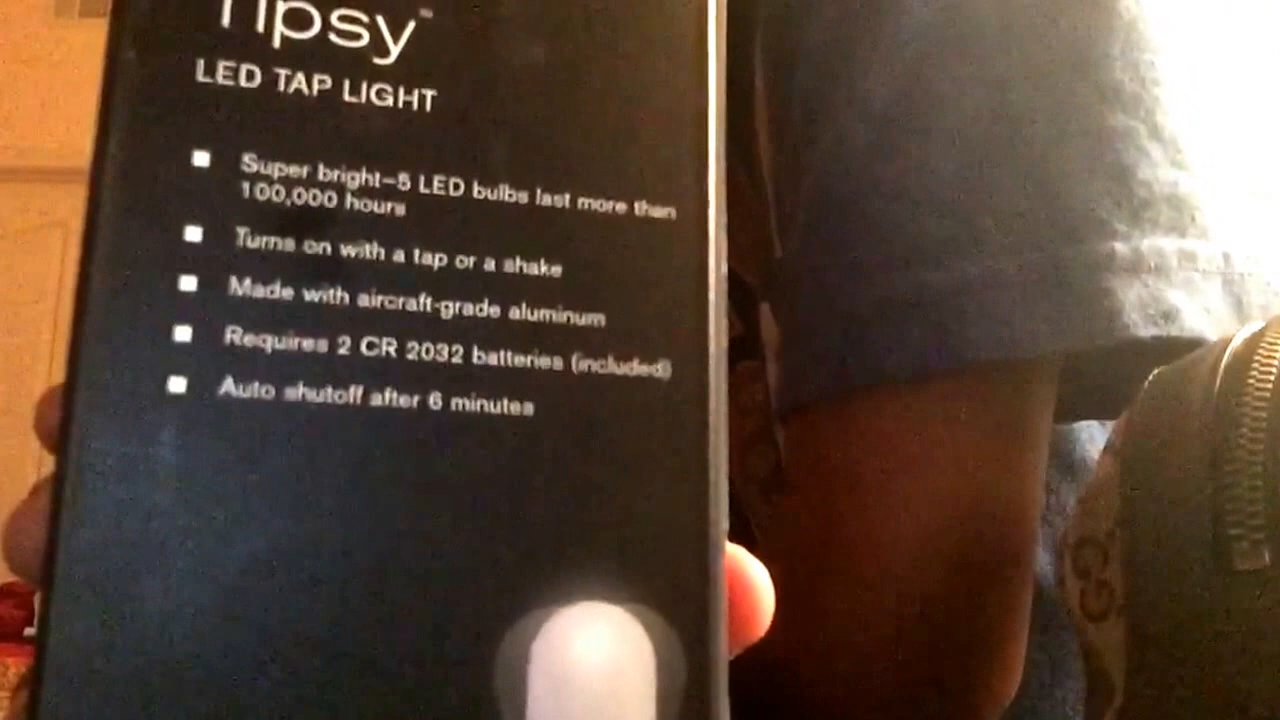 Tipsy™
LED TAP LIGHT
Super bright–5 LED bulbs last more than
100,000 hours
Turns on with a tap or a shake
Made with aircraft-grade aluminum
Requires 2 CR 2032 batteries (included)
Auto shutoff after 6 minutes